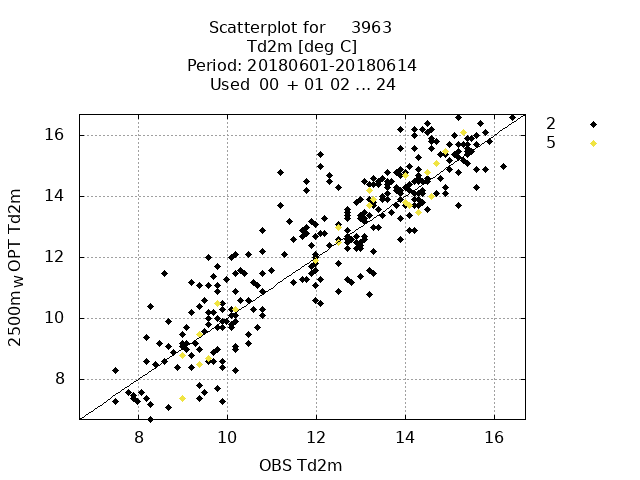 Scatterplot for 3963
Td2m [deg C]
Period: 20180601-20180614
Used 00 + 01 02 ... 24
2
5
16
14
12
10
8
2500m w OPT Td2m
8 10 12 14 16
OBS Td2m